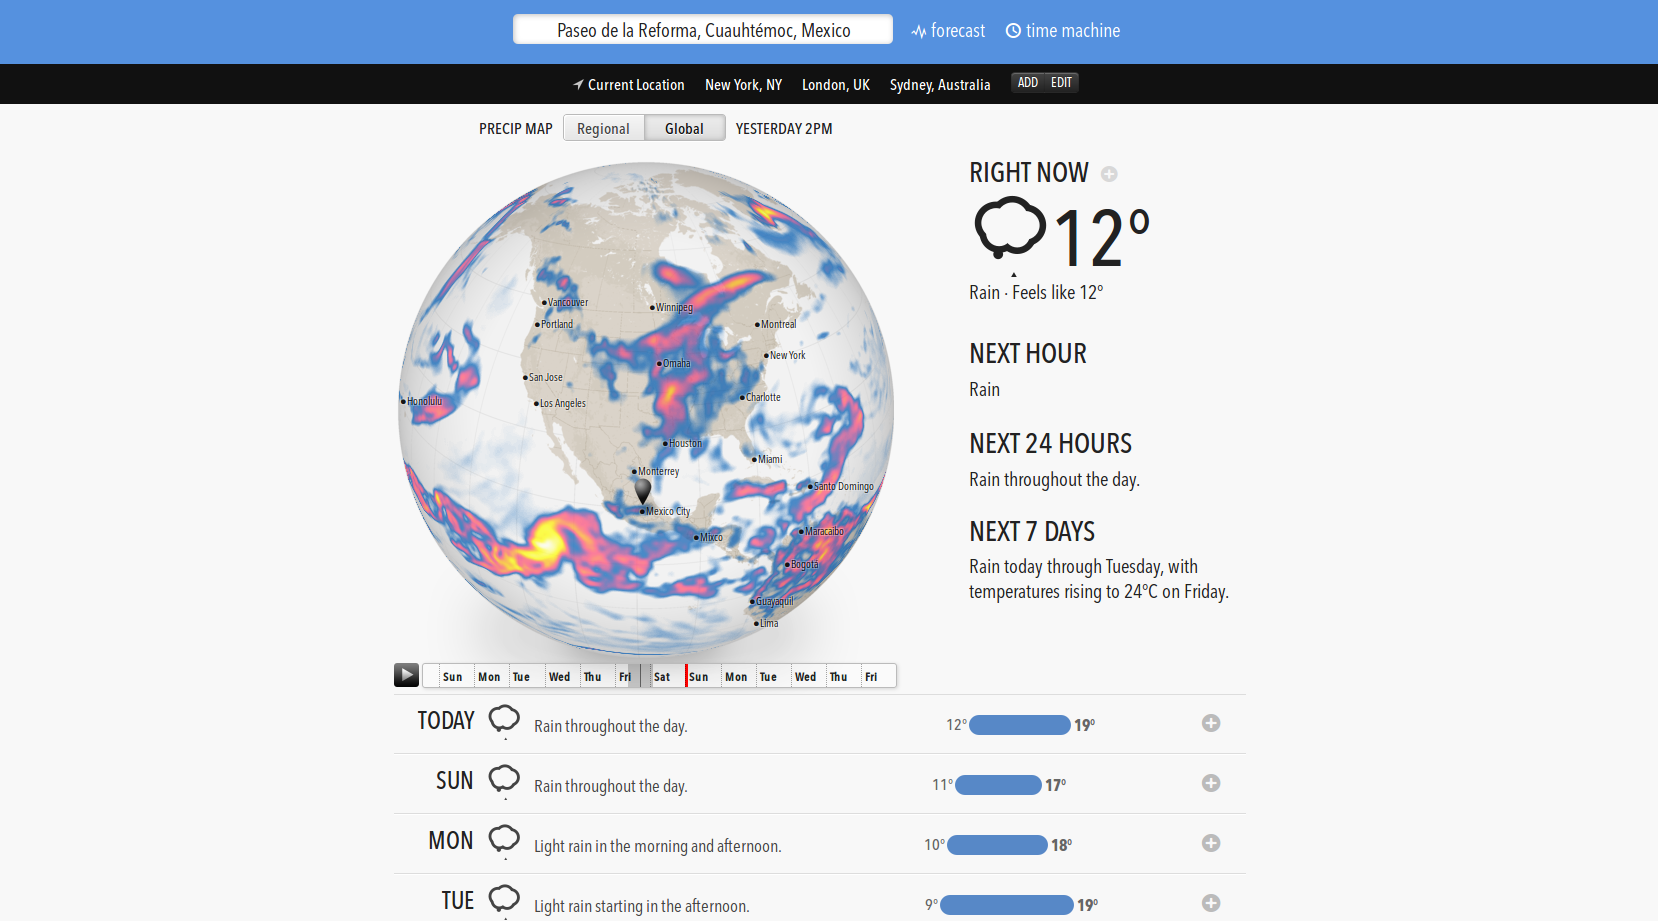 Paseo de la Reforma, Cuauhtémoc, Mexico
forecast
time machine
Current Location
New York, NY
London, UK
Sydney, Australia
ADD
EDIT
PRECIP MAP
Regional
Global
YESTERDAY 2PM
Vancouver
Winnipeg
Portland
Montreal
New York
Omaha
San Jose
Charlotte
Honolulu
Los Angeles
Houston
Miami
Monterrey
Santo Domingo
Mexico City
Maracaibo
Mixco
Bogotá
Guayaquil
Lima
Sun Mon Tue Wed Thu Fri Sat Sun Mon Tue Wed Thu Fri
RIGHT NOW
12°
Rain · Feels like 12°
NEXT HOUR
Rain
NEXT 24 HOURS
Rain throughout the day.
NEXT 7 DAYS
Rain today through Tuesday, with
temperatures rising to 24°C on Friday.
TODAY Rain throughout the day. 12° 19°
SUN Rain throughout the day. 11° 17°
MON Light rain in the morning and afternoon. 10° 18°
TUE Light rain starting in the afternoon. 9° 19°